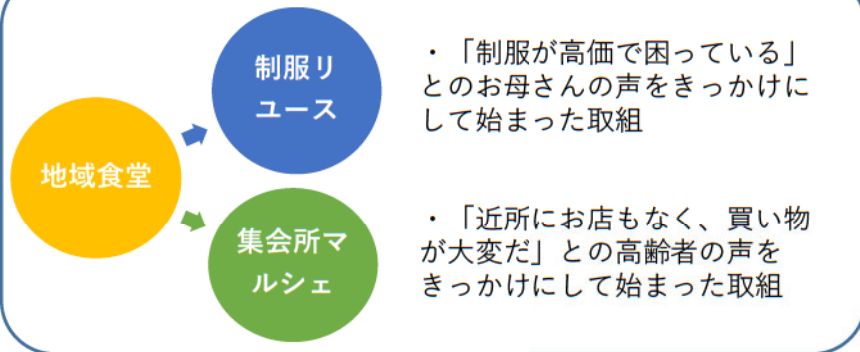 地域食堂
制服リ
ユース
・「制服が高価で困っている」
とのお母さんの声をきっかけに
して始まった取組
集会所マ
ルシェ
・「近所にお店もなく、買い物
が大変だ」との高齢者の声を
きっかけにして始まった取組